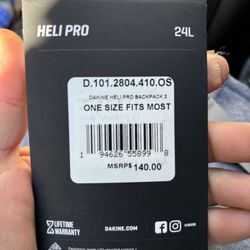 HELI PRO 24L
D.101.2804.410.OS
DAKINE HELI PRO BACKPACK 2
ONE SIZE FITS MOST
1 94626 55899 8
MSRP$ 140.00
LIFETIME
WARRANTY
DAKINE.COM